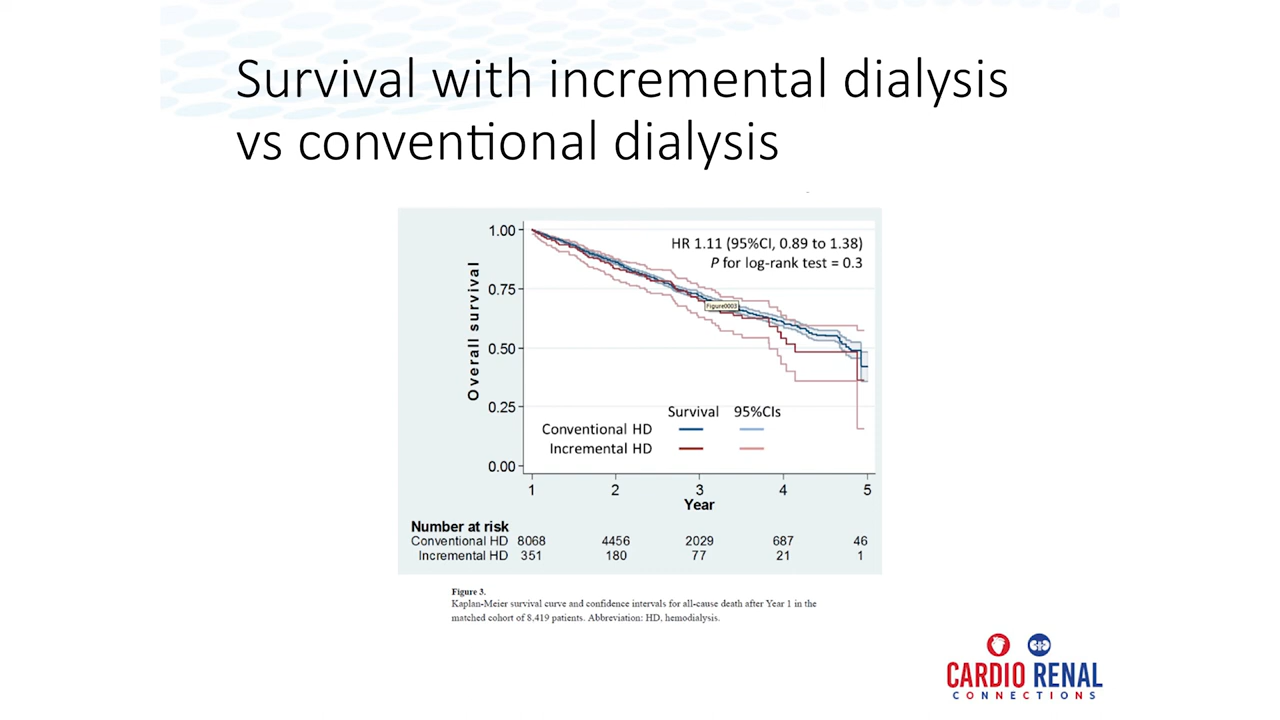 Survival with incremental dialysis
vs conventional dialysis
HR 1.11 (95%CI, 0.89 to 1.38)
P for log-rank test = 0.3
Overall survival
1.00
0.75
0.50
0.25
0.00
Figure0003
Survival 95%CIs
Conventional HD
Incremental HD
1 2 3 4 5
Year
Number at risk
Conventional HD 8068 4456 2029 687 46
Incremental HD 351 180 77 21 1
Figure 3.
Kaplan-Meier survival curve and confidence intervals for all-cause death after Year 1 in the
matched cohort of 8,419 patients. Abbreviation: HD, hemodialysis.
CARDIO RENAL
CONNECTIONS